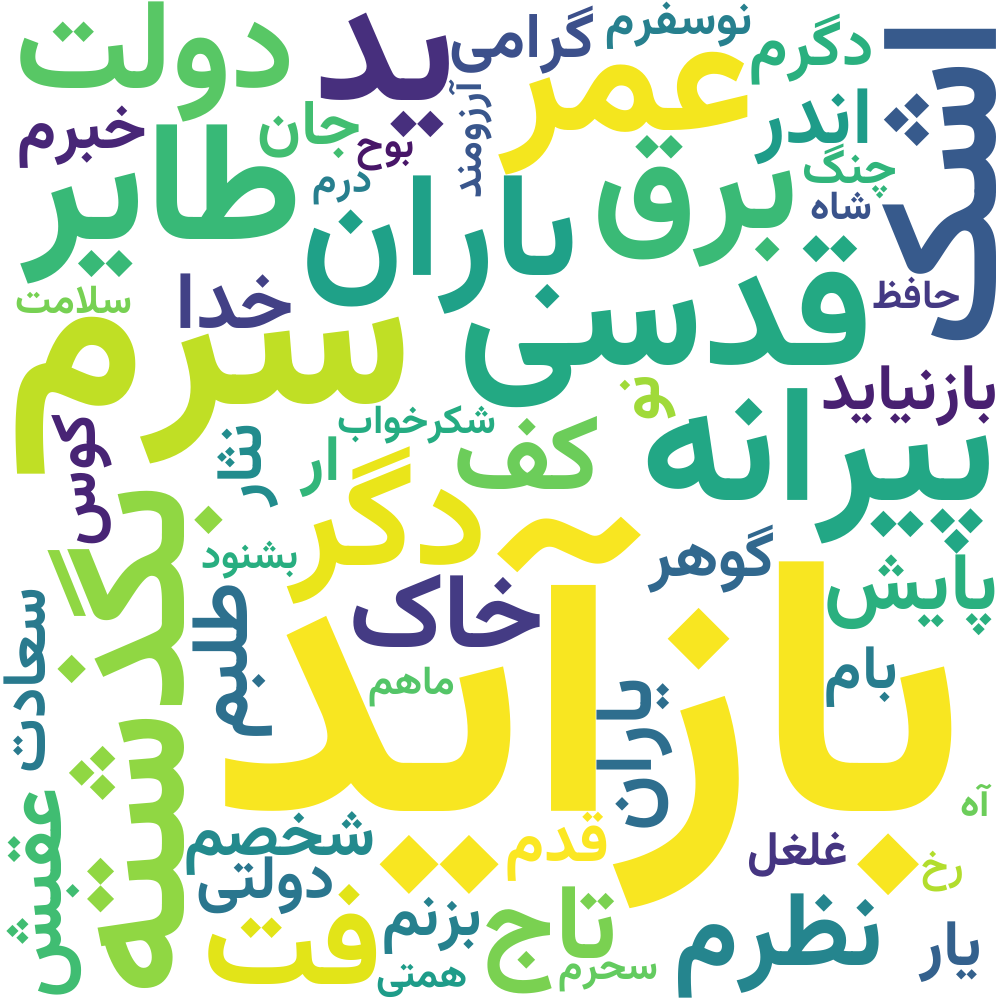 نوسفرم
گرامی
ید
دولت
دگرم
عمر
اشک
آرزومند
اندر
خبرم
جان
طایر
بوح
چنگ
برق
درم
شاه
باران
قدسی
حافظ
خدا
سلامت
سرم
بازنیاید
نو
پیرانه
شکرخواب
کف
ار
نثار
کوس
دگر
بگذشته
بشنود
گوهر
پایش
خاک
طلبم
سعادت
بام
ماهم
یاران
بازآید
آه
شخصم
قدم
غلغل
عقبش
دولتی
رخ
فت
بزنم
تاج
نظرم
یار
همتی
سحرم